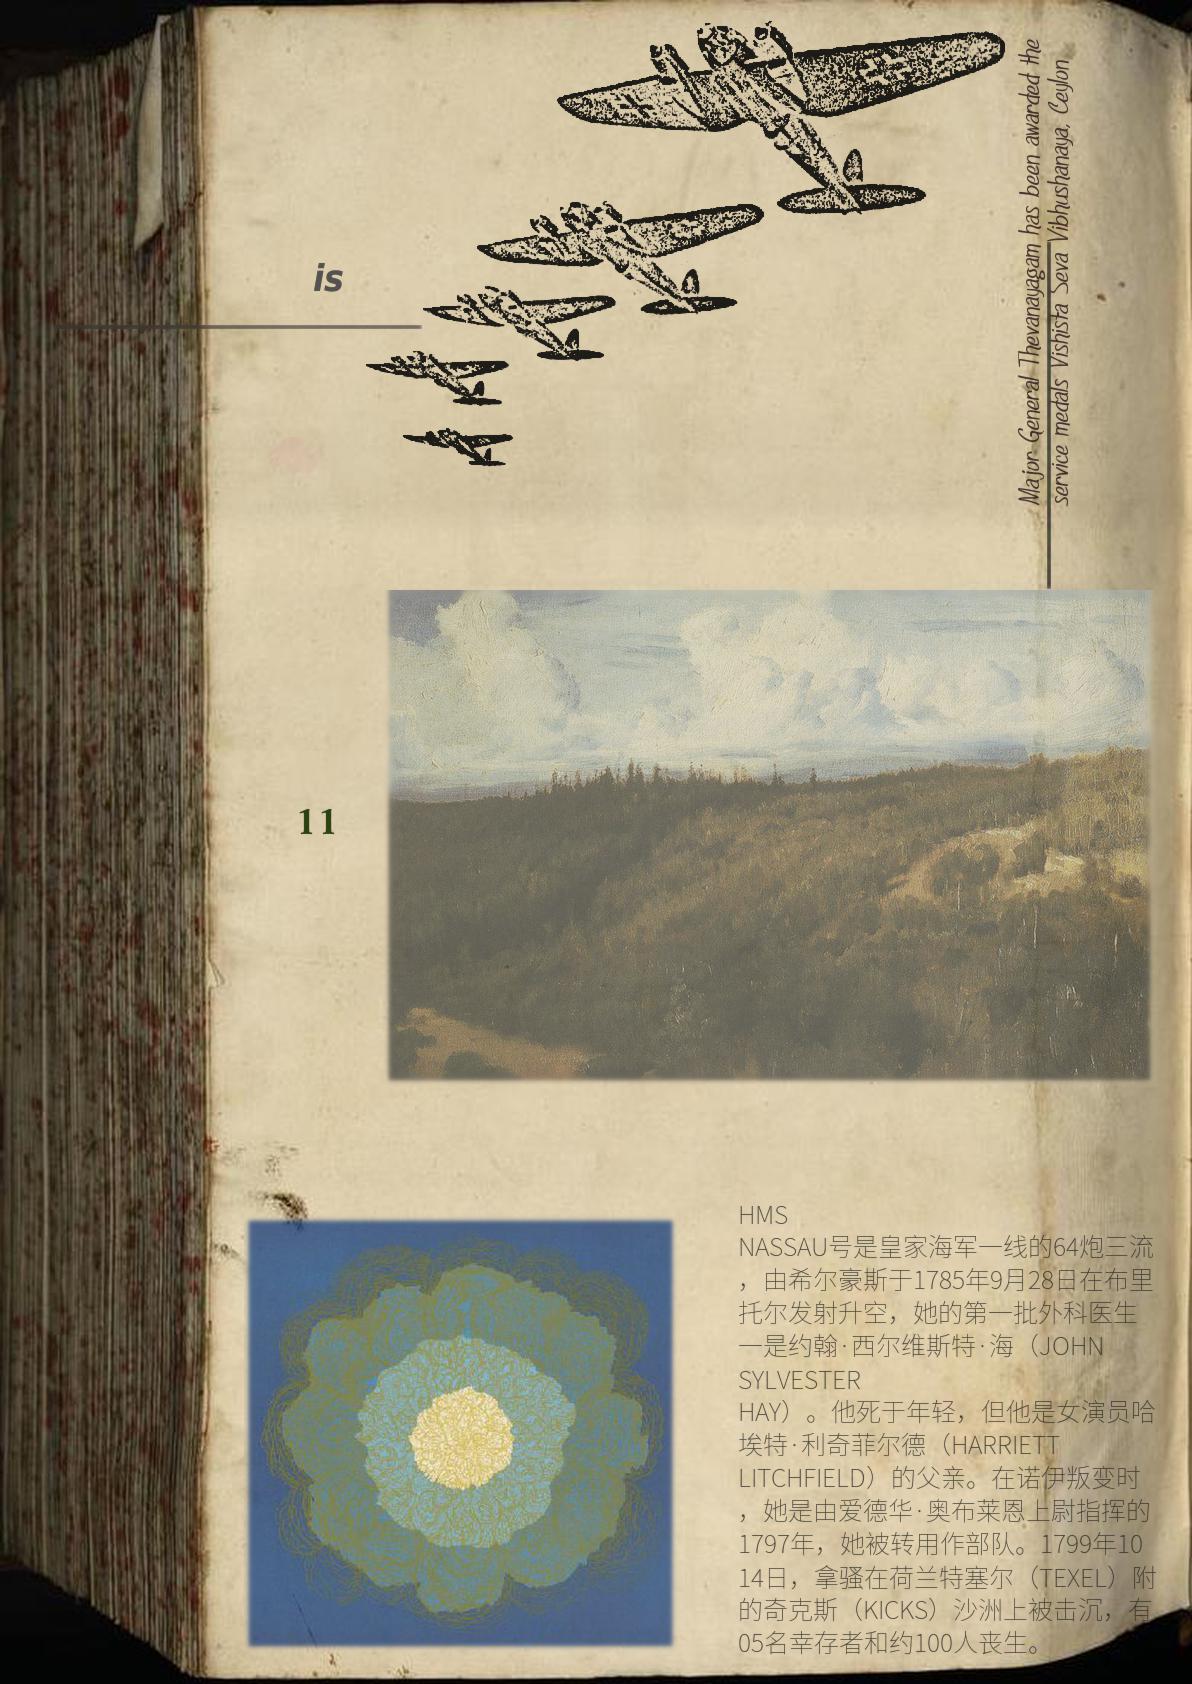 Major General Thevanayagam has been awarded the
service medals Vishista Seva Vibhushanaya, Ceylon
is
11
HMS
NASSAU号是皇家海军一线的64炮三流
，由希尔豪斯于1785年9月28日在布里
托尔发射升空，她的第一批外科医生
一是约翰·西尔维斯特·海（JOHN
SYLVESTER
HAY）。他死于年轻，但他是女演员哈
埃特·利奇菲尔德（HARRIETT
LITCHFIELD）的父亲。在诺伊叛变时
，她是由爱德华·奥布莱恩上尉指挥的
1797年，她被转用作部队。1799年10
14日，拿骚在荷兰特塞尔（TEXEL）附
的奇克斯（KICKS）沙洲上被击沉，有
05名幸存者和约100人丧生。